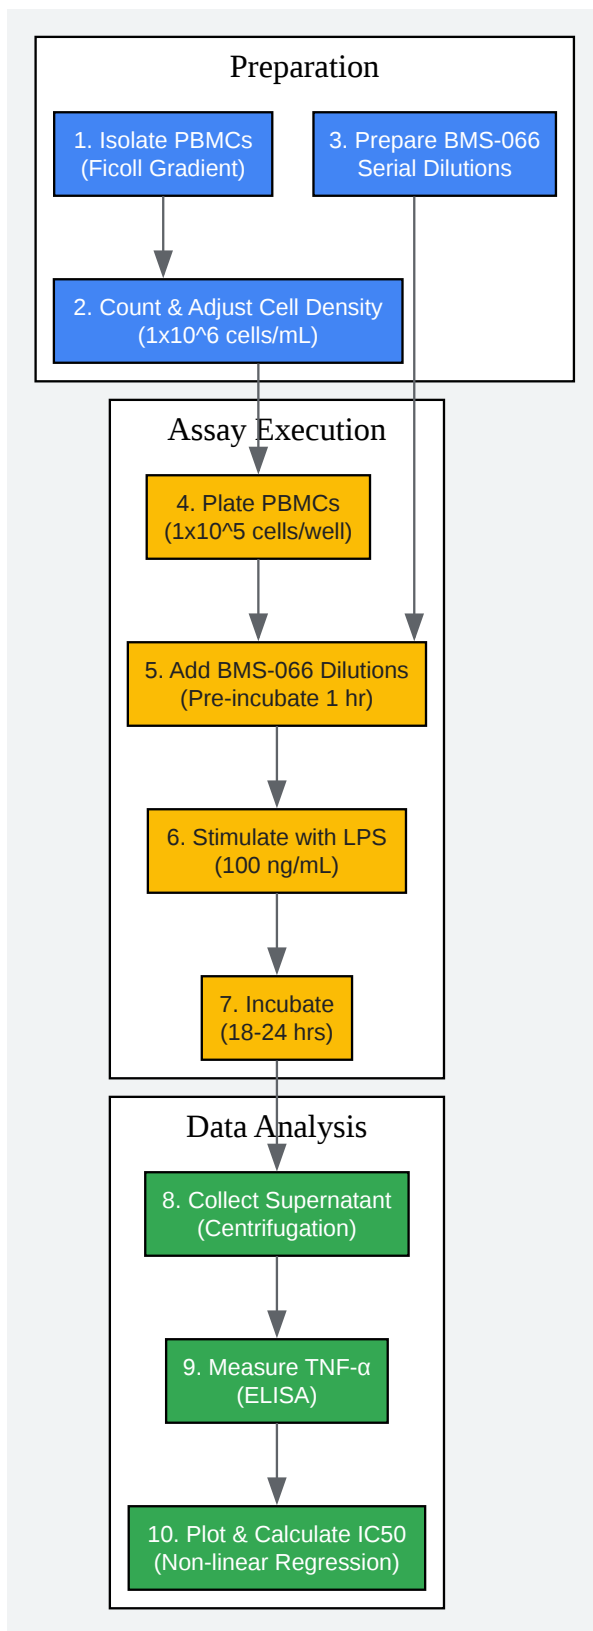 Preparation
1. Isolate PBMCs
(Ficoll Gradient)
3. Prepare BMS-066
Serial Dilutions
2. Count & Adjust Cell Density
(1x10^6 cells/mL)
Assay Execution
4. Plate PBMCs
(1x10^5 cells/well)
5. Add BMS-066 Dilutions
(Pre-incubate 1 hr)
6. Stimulate with LPS
(100 ng/mL)
7. Incubate
(18-24 hrs)
Data Analysis
8. Collect Supernatant
(Centrifugation)
9. Measure TNF-α
(ELISA)
10. Plot & Calculate IC50
(Non-linear Regression)